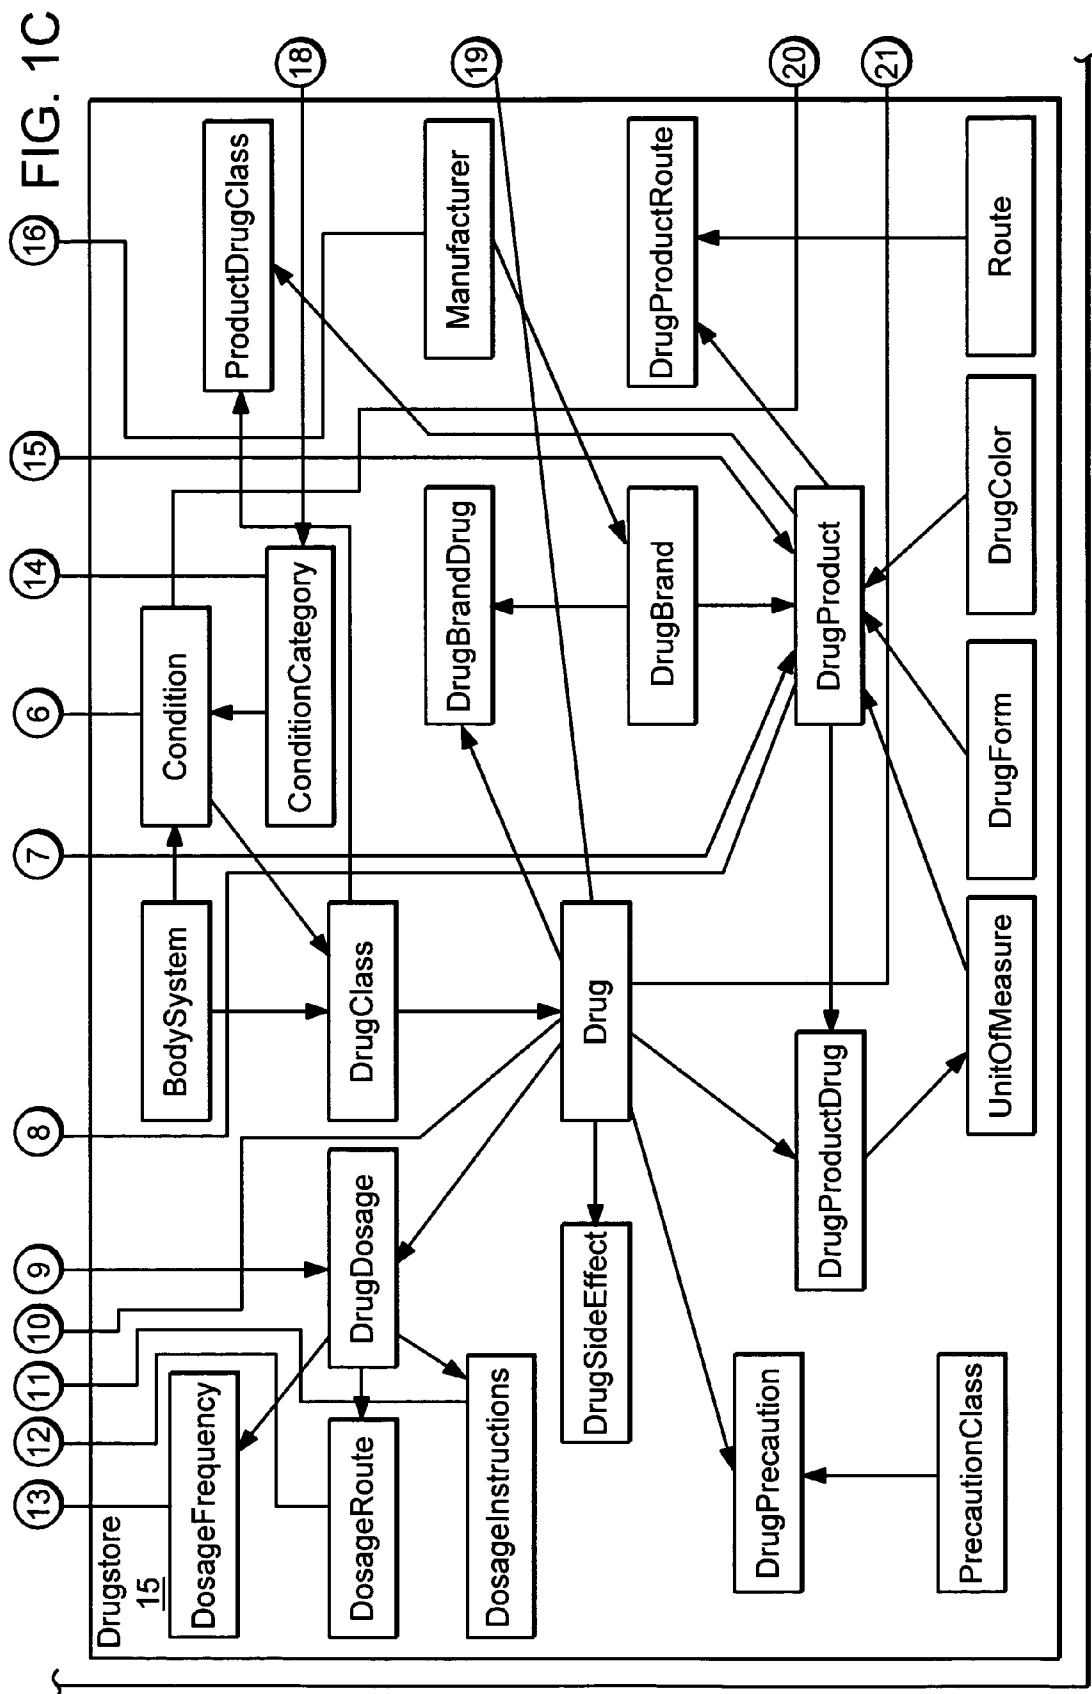 FIG. 1C
13
12
11
10
9
8
7
6
14
15
16
18
19
20
21
Drugstore
15
DosageFrequency
DosageRoute
DosageInstructions
DrugDosage
BodySystem
DrugClass
Condition
ConditionCategory
ProductDrugClass
Manufacturer
DrugBrandDrug
DrugBrand
Drug
DrugSideEffect
DrugPrecaution
PrecautionClass
DrugProductDrug
DrugProduct
DrugProductRoute
UnitOfMeasure
DrugForm
DrugColor
Route